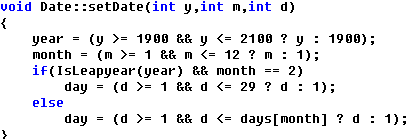 void Date::setDate(int y,int m,int d)
{
    year = (y >= 1900 && y <= 2100 ? y : 1900);
    month = (m >= 1 && m <= 12 ? m : 1);
    if(IsLeapyear(year) && month == 2)
        day = (d >= 1 && d <= 29 ? d : 1);
    else
        day = (d >= 1 && d <= days[month] ? d : 1);
}